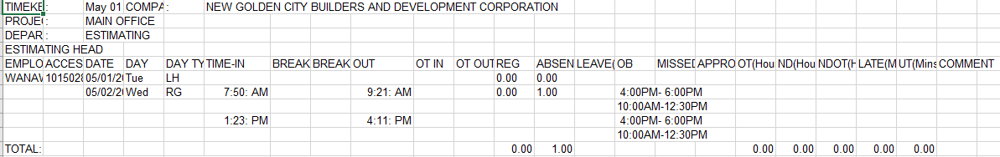 TIMEKE : May 01 COMPA : NEW GOLDEN CITY BUILDERS AND DEVELOPMENT CORPORATION
PROJE : MAIN OFFICE
DEPAR : ESTIMATING
ESTIMATING HEAD
EMPLO ACCES DATE DAY DAY TY TIME-IN BREAK BREAK OUT OT IN OT OUT REG ABSEN LEAVE( OB MISSE APPRO OT(Hou ND(Hou NDOT(H LATE(M UT(Mins COMMENT
WANAW 1015028 05/01/20 Tue LH 0.00 0.00
05/02/20 Wed RG 7:50: AM 9:21: AM 0.00 1.00 4:00PM- 6:00PM
10:00AM-12:30PM
1:23: PM 4:11: PM 4:00PM- 6:00PM
10:00AM-12:30PM
TOTAL: 0.00 1.00 0.00 0.00 0.00 0.00 0.00